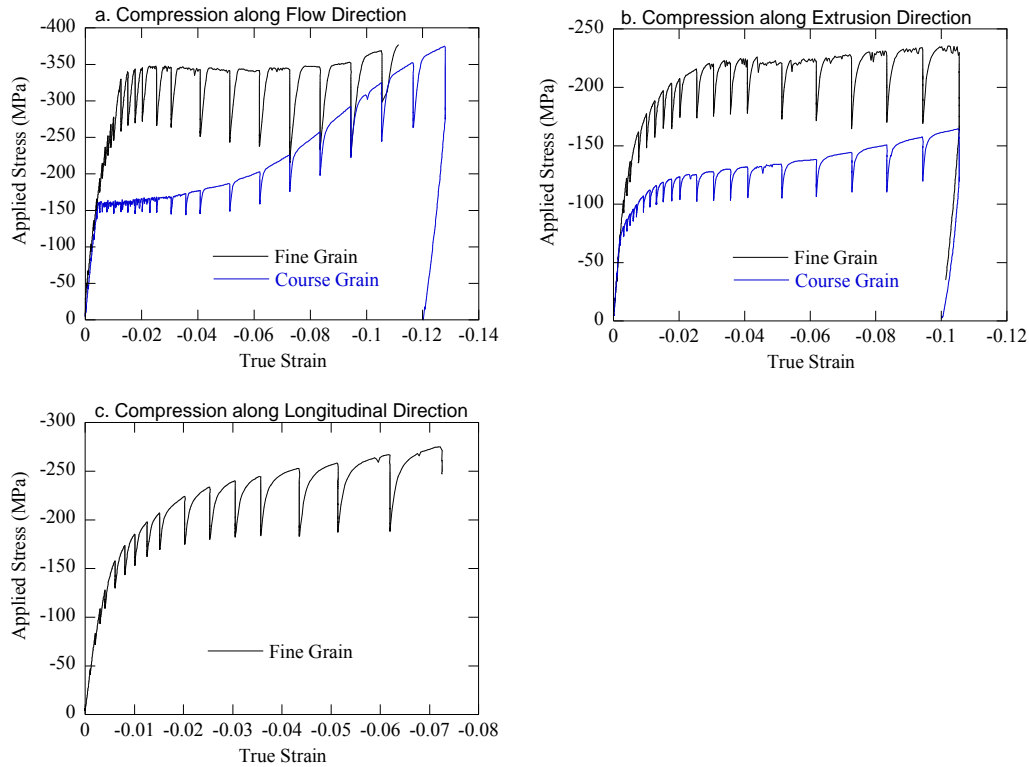 a. Compression along Flow Direction
-400
-350
-300
-250
-200
-150
-100
-50
0
Applied Stress (MPa)
Fine Grain
Course Grain
0 -0.02 -0.04 -0.06 -0.08 -0.1 -0.12 -0.14
True Strain
b. Compression along Extrusion Direction
-250
-200
-150
-100
-50
0
Applied Stress (MPa)
Fine Grain
Course Grain
0 -0.02 -0.04 -0.06 -0.08 -0.1 -0.12
True Strain
c. Compression along Longitudinal Direction
-300
-250
-200
-150
-100
-50
0
Applied Stress (MPa)
Fine Grain
0 -0.01 -0.02 -0.03 -0.04 -0.05 -0.06 -0.07 -0.08
True Strain